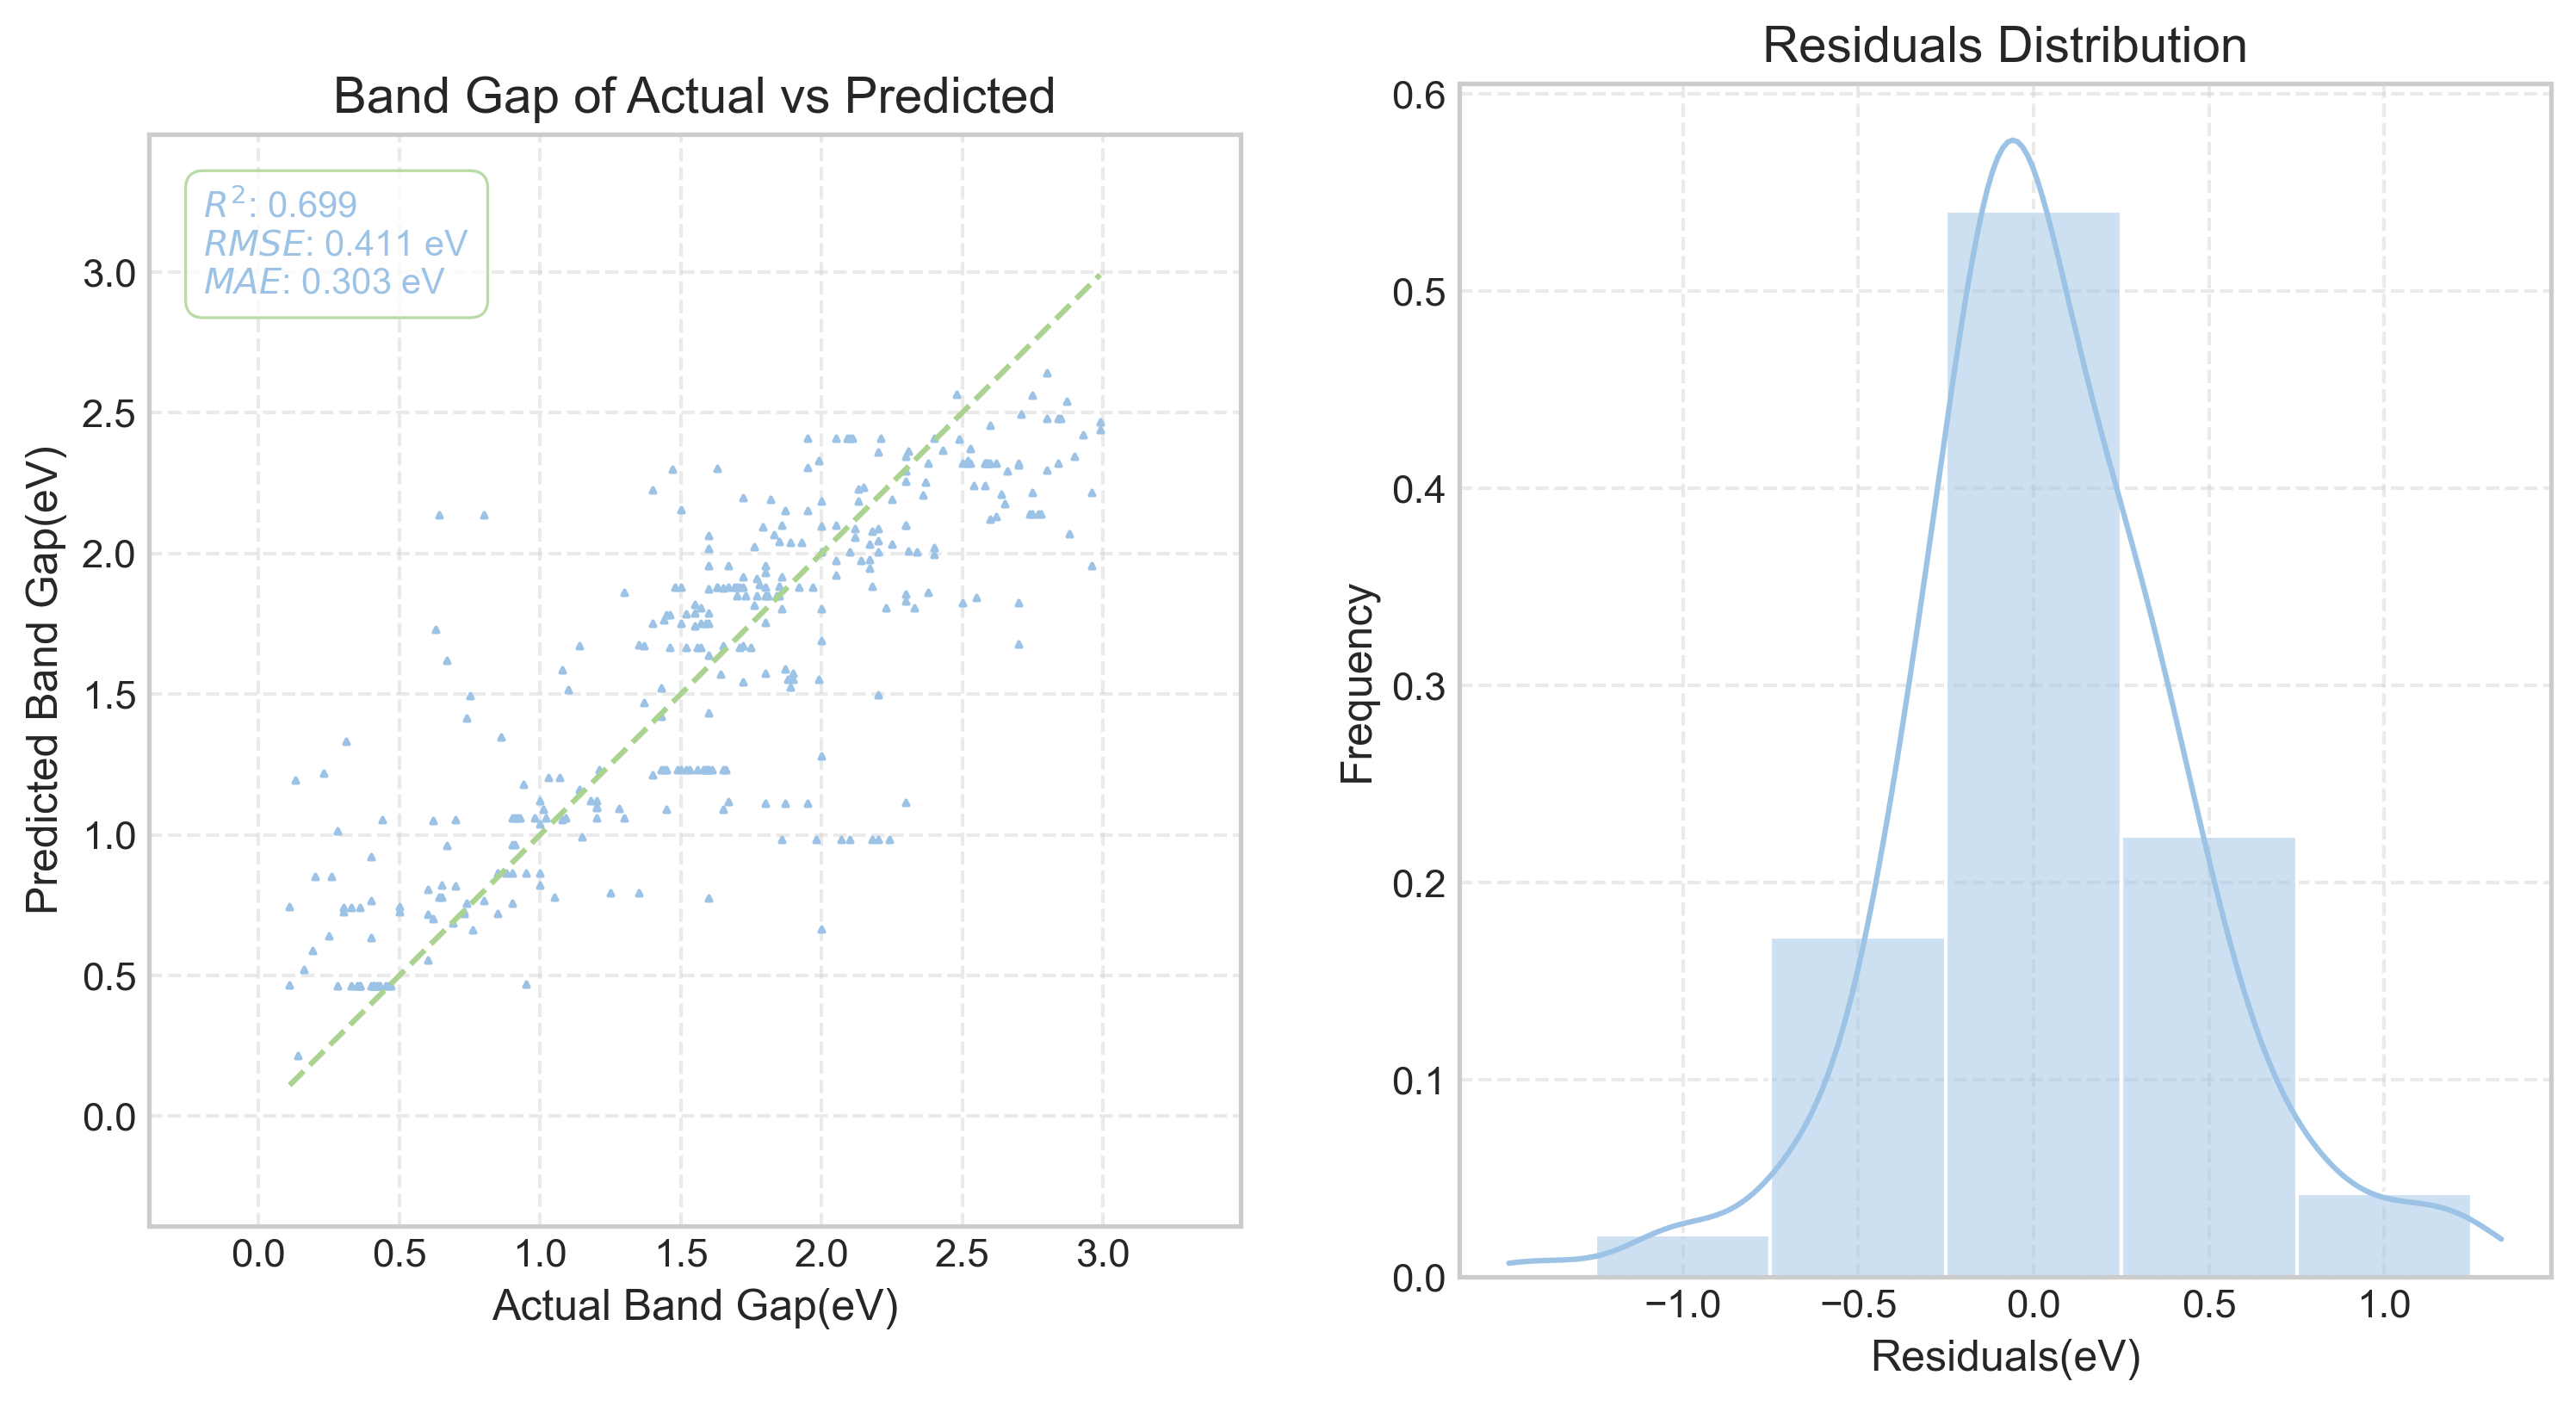 Band Gap of Actual vs Predicted
R²: 0.699
RMSE: 0.411 eV
MAE: 0.303 eV
Predicted Band Gap(eV)
3.0
2.5
2.0
1.5
1.0
0.5
0.0
0.0 0.5 1.0 1.5 2.0 2.5 3.0
Actual Band Gap(eV)
Residuals Distribution
Frequency
0.6
0.5
0.4
0.3
0.2
0.1
0.0
−1.0 −0.5 0.0 0.5 1.0
Residuals(eV)